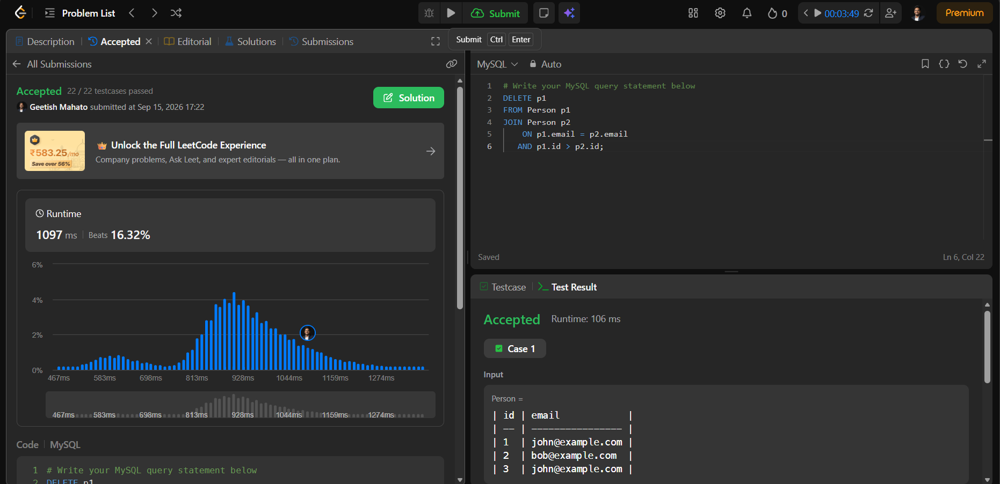 Problem List
Submit
0
00:03:49
Premium
Description
Accepted
Editorial
Solutions
Submissions
Submit Ctrl Enter
All Submissions
Accepted 22 / 22 testcases passed
Geetish Mahato submitted at Sep 15, 2026 17:22
Solution
₹583.25/mo
Save over 56%
Unlock the Full LeetCode Experience
Company problems, Ask Leet, and expert editorials — all in one plan.
Runtime
1097 ms Beats 16.32%
6%
4%
2%
0%
467ms 583ms 698ms 813ms 928ms 1044ms 1159ms 1274ms
467ms 583ms 698ms 813ms 928ms 1044ms 1159ms 1274ms
Code MySQL
1 # Write your MySQL query statement below
2 DELETE p1
MySQL Auto
1 # Write your MySQL query statement below
2 DELETE p1
3 FROM Person p1
4 JOIN Person p2
5 ON p1.email = p2.email
6 AND p1.id > p2.id;
Saved
Ln 6, Col 22
Testcase
Test Result
Accepted Runtime: 106 ms
Case 1
Input
Person =
| id | email |
| -- | ---------------- |
| 1 | john@example.com |
| 2 | bob@example.com |
| 3 | john@example.com |